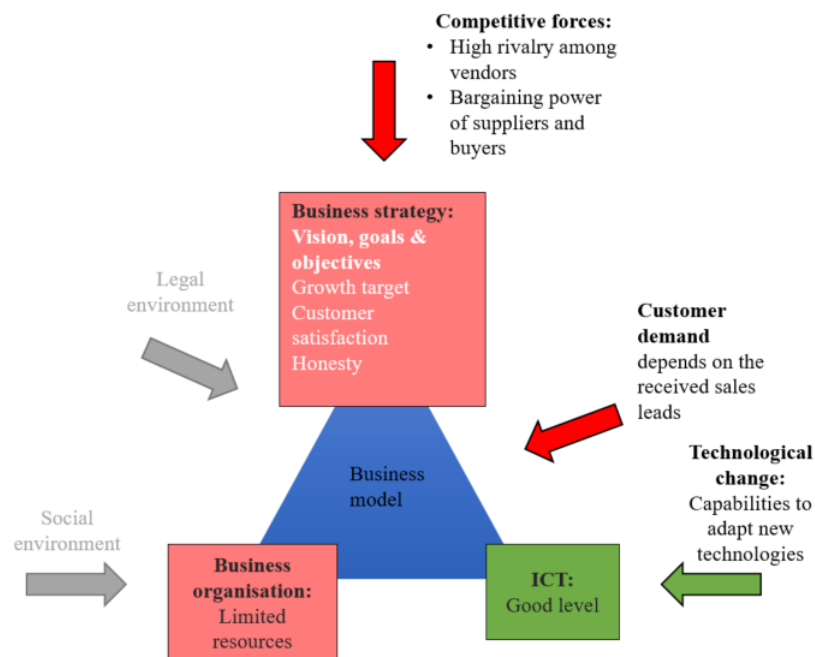 Competitive forces:
• High rivalry among
vendors
• Bargaining power
of suppliers and
buyers
Business strategy:
Vision, goals &
objectives
Growth target
Customer
satisfaction
Honesty
Legal
environment
Customer
demand
depends on the
received sales
leads
Business
model
Technological
change:
Capabilities to
adapt new
technologies
Social
environment
Business
organisation:
Limited
resources
ICT:
Good level